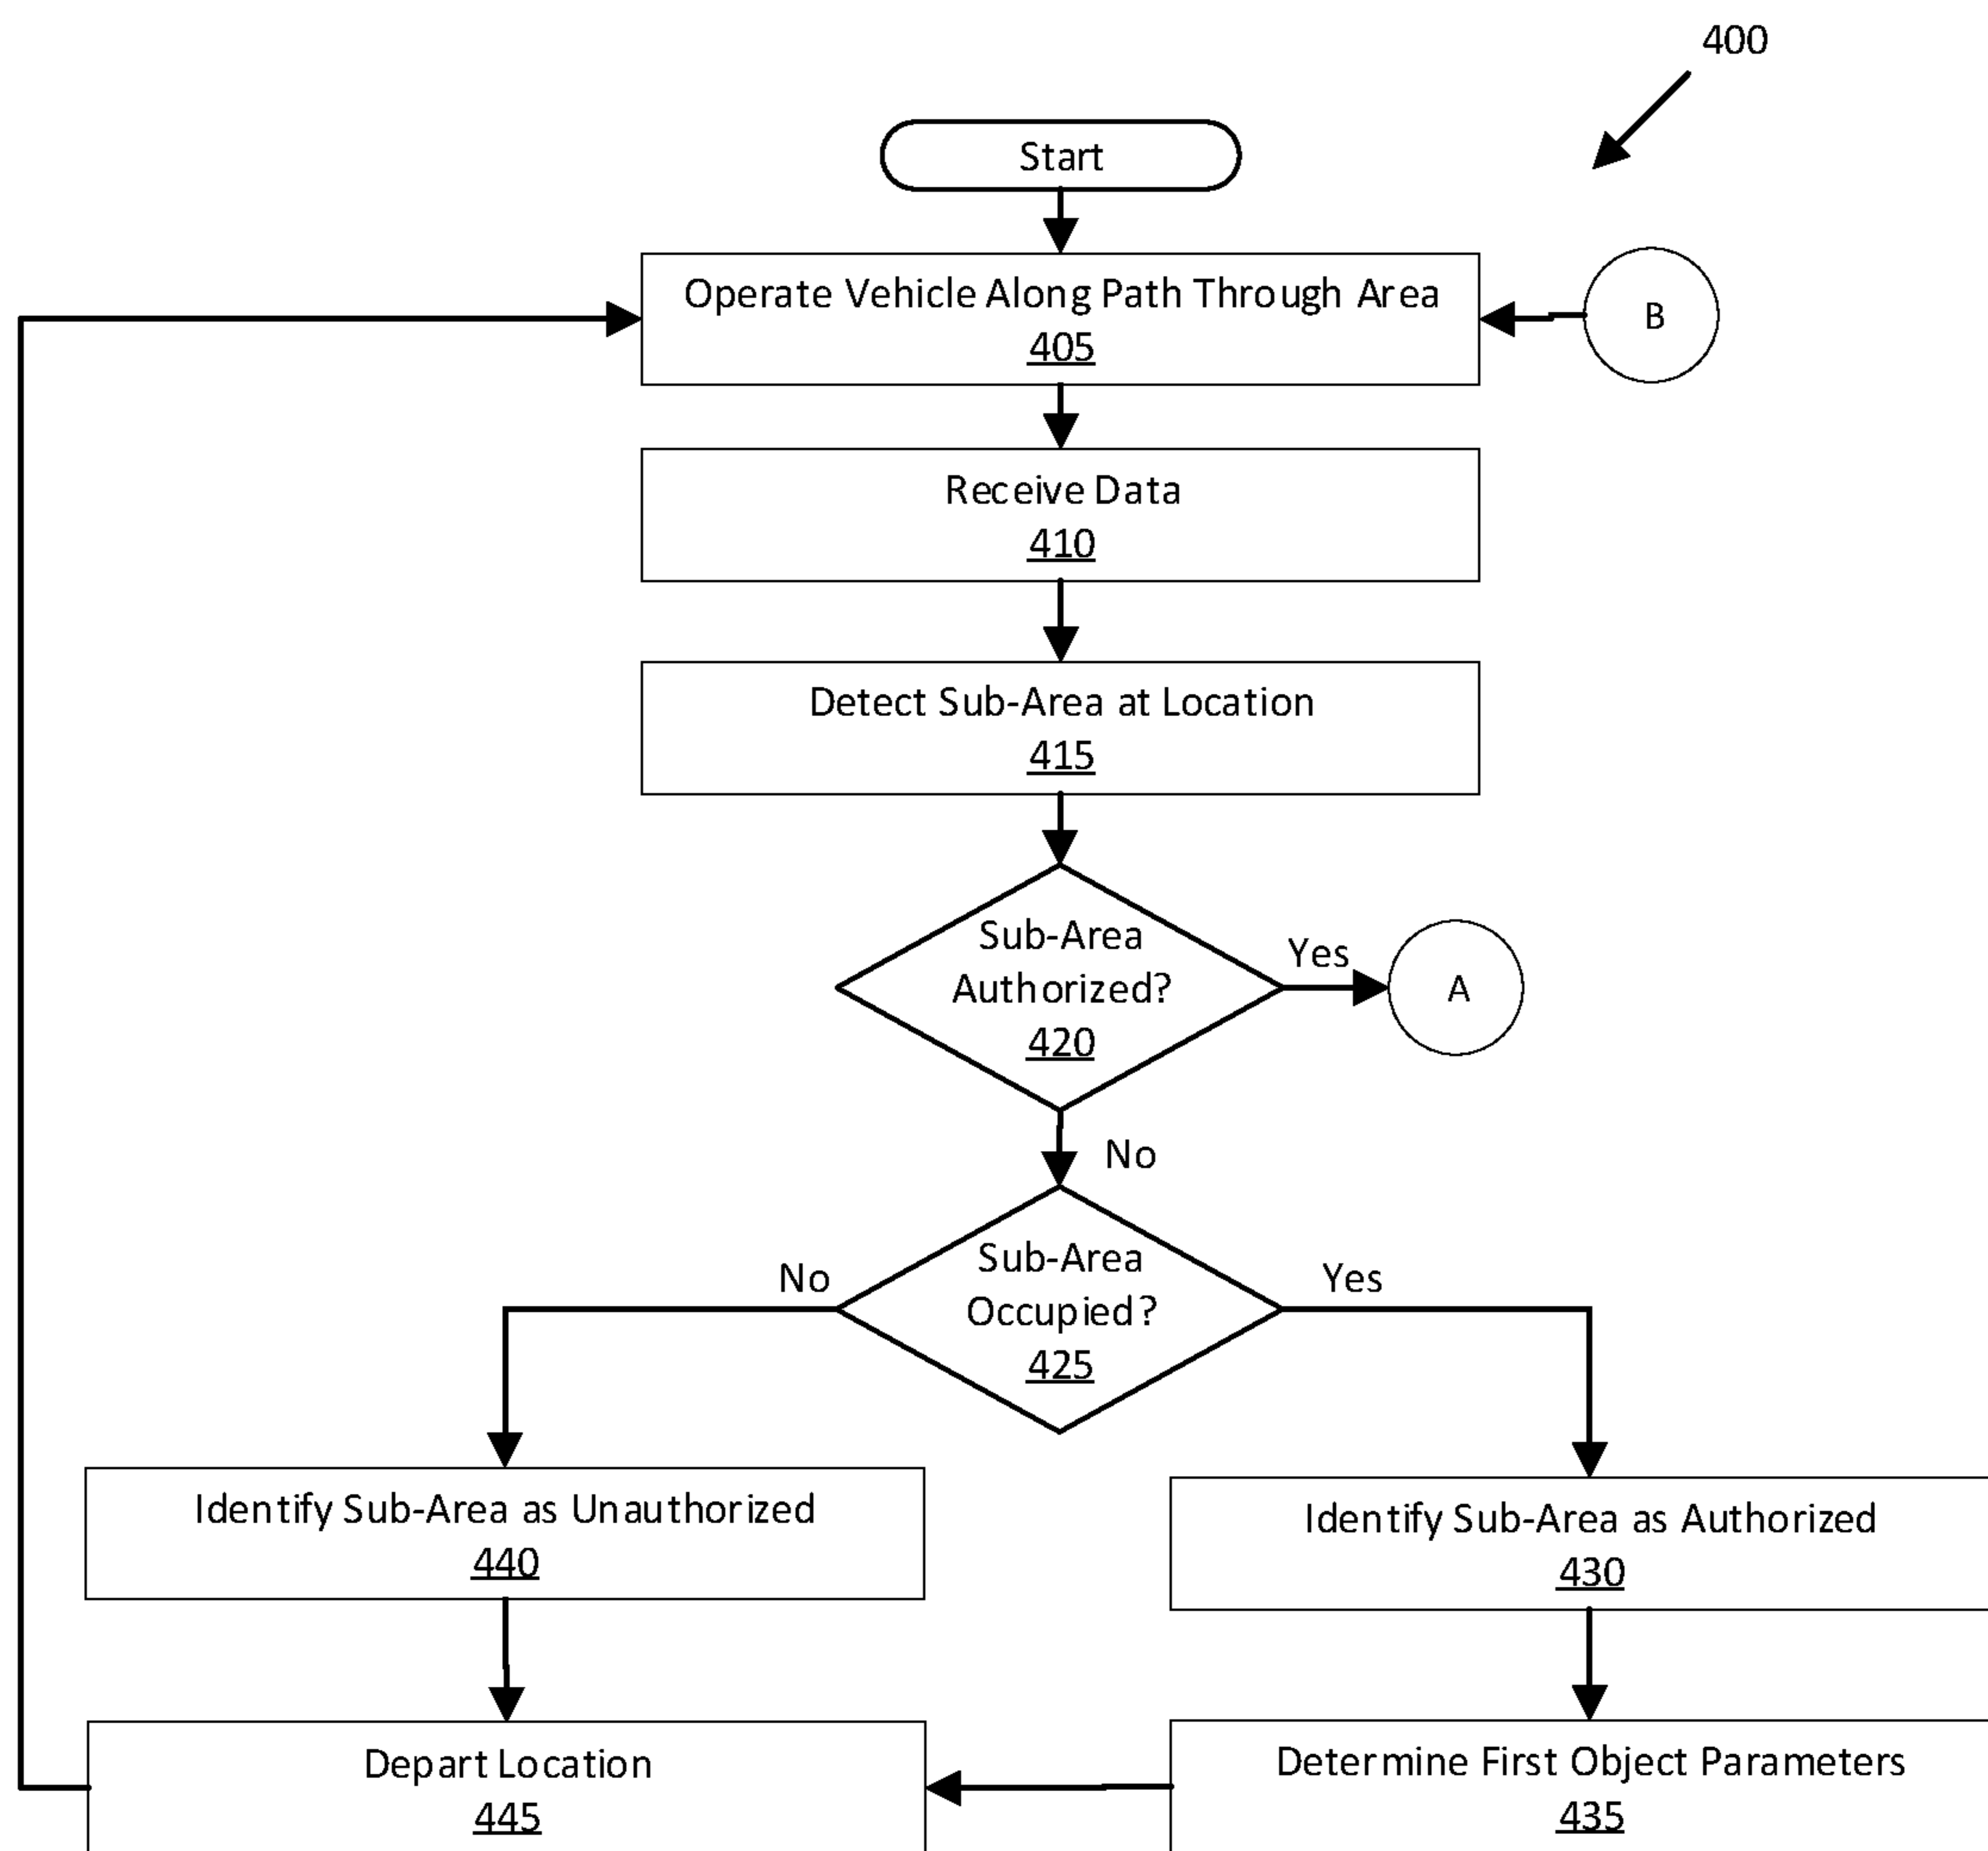 400
Start
Operate Vehicle Along Path Through Area
405
B
Receive Data
410
Detect Sub-Area at Location
415
Sub-Area
Authorized?
420
Yes
A
No
Sub-Area
Occupied?
425
No
Yes
Identify Sub-Area as Unauthorized
440
Identify Sub-Area as Authorized
430
Depart Location
445
Determine First Object Parameters
435